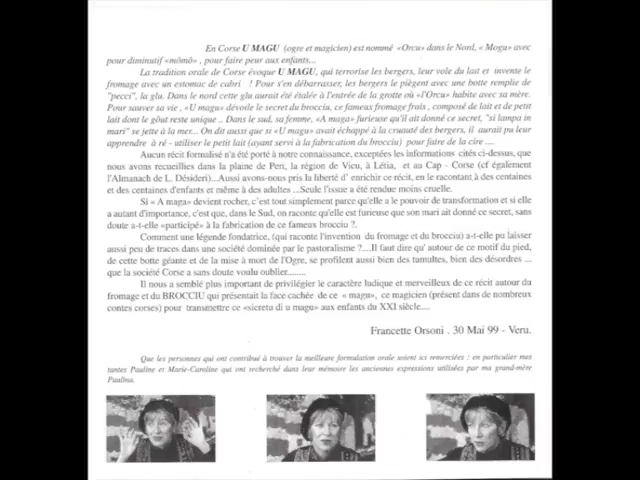 En Corse U MAGU (ogre et magicien) est nommé «Orcu» dans le Nord, « Mogu» avec
pour diminutif «mômô» , pour faire peur aux enfants...
La tradition orale de Corse évoque U MAGU, qui terrorise les bergers, leur vole du lait et invente le
fromage avec un estomac de cabri ! Pour s'en débarrasser, les bergers le piègent avec une botte remplie de
"pecci", la glu. Dans le nord cette glu aurait été étalée à l'entrée de la grotte où «l'Orcu» habite avec sa mère.
Pour sauver sa vie , «U magu» dévoile le secret du brocciu, ce fameux fromage frais , composé de lait et de petit
lait dont le goût reste unique .. Dans le sud, sa femme, «A maga» furieuse qu'il ait donné ce secret, "si lampa in
mari" se jette à la mer... On dit aussi que si «U magu» avait échappé à la cruauté des bergers, il aurait pu leur
apprendre à ré - utiliser le petit lait (ayant servi à la fabrication du brocciu) pour faire de la cire ....
Aucun récit formalisé n'a été porté à notre connaissance, exceptées les informations cités ci-dessus, que
nous avons recueillies dans la plaine de Peri, la région de Vicu, à Létia, et au Cap - Corse (cf également
l'Almanach de L. Désideri)...Aussi avons-nous pris la liberté d' enrichir ce récit, en le racontant à des centaines
et des centaines d'enfants et même à des adultes ...Seule l'issue a été rendue moins cruelle.
Si « A maga» devient rocher, c'est tout simplement parce qu'elle a le pouvoir de transformation et si elle
a autant d'importance, c'est que, dans le Sud, on raconte qu'elle est furieuse que son mari ait donné ce secret, sans
doute a-t-elle «participé» à la fabrication de ce fameux brocciu ?.
Comment une légende fondatrice, (qui raconte l'invention du fromage et du brocciu) a-t-elle pu laisser
aussi peu de traces dans une société dominée par le pastoralisme ?....Il faut dire qu' autour de ce motif du pied,
de cette botte géante et de la mise à mort de l'Ogre, se profilent aussi bien des tumultes, bien des désordres ...
que la société Corse a sans doute voulu oublier........
Il nous a semblé plus important de privilégier le caractère ludique et merveilleux de ce récit autour du
fromage et du BROCCIU qui présentait la face cachée de ce « magu», ce magicien (présent dans de nombreux
contes corses) pour transmettre ce «sicretu di u magu» aux enfants du XXI siècle....
Francette Orsoni . 30 Mai 99 - Veru.
Que les personnes qui ont contribué à trouver la meilleure formulation orale soient ici remerciées : en particulier mes
tantes Pauline et Marie-Caroline qui ont recherché dans leur mémoire les anciennes expressions utilisées par ma grand-mère
Paulina.